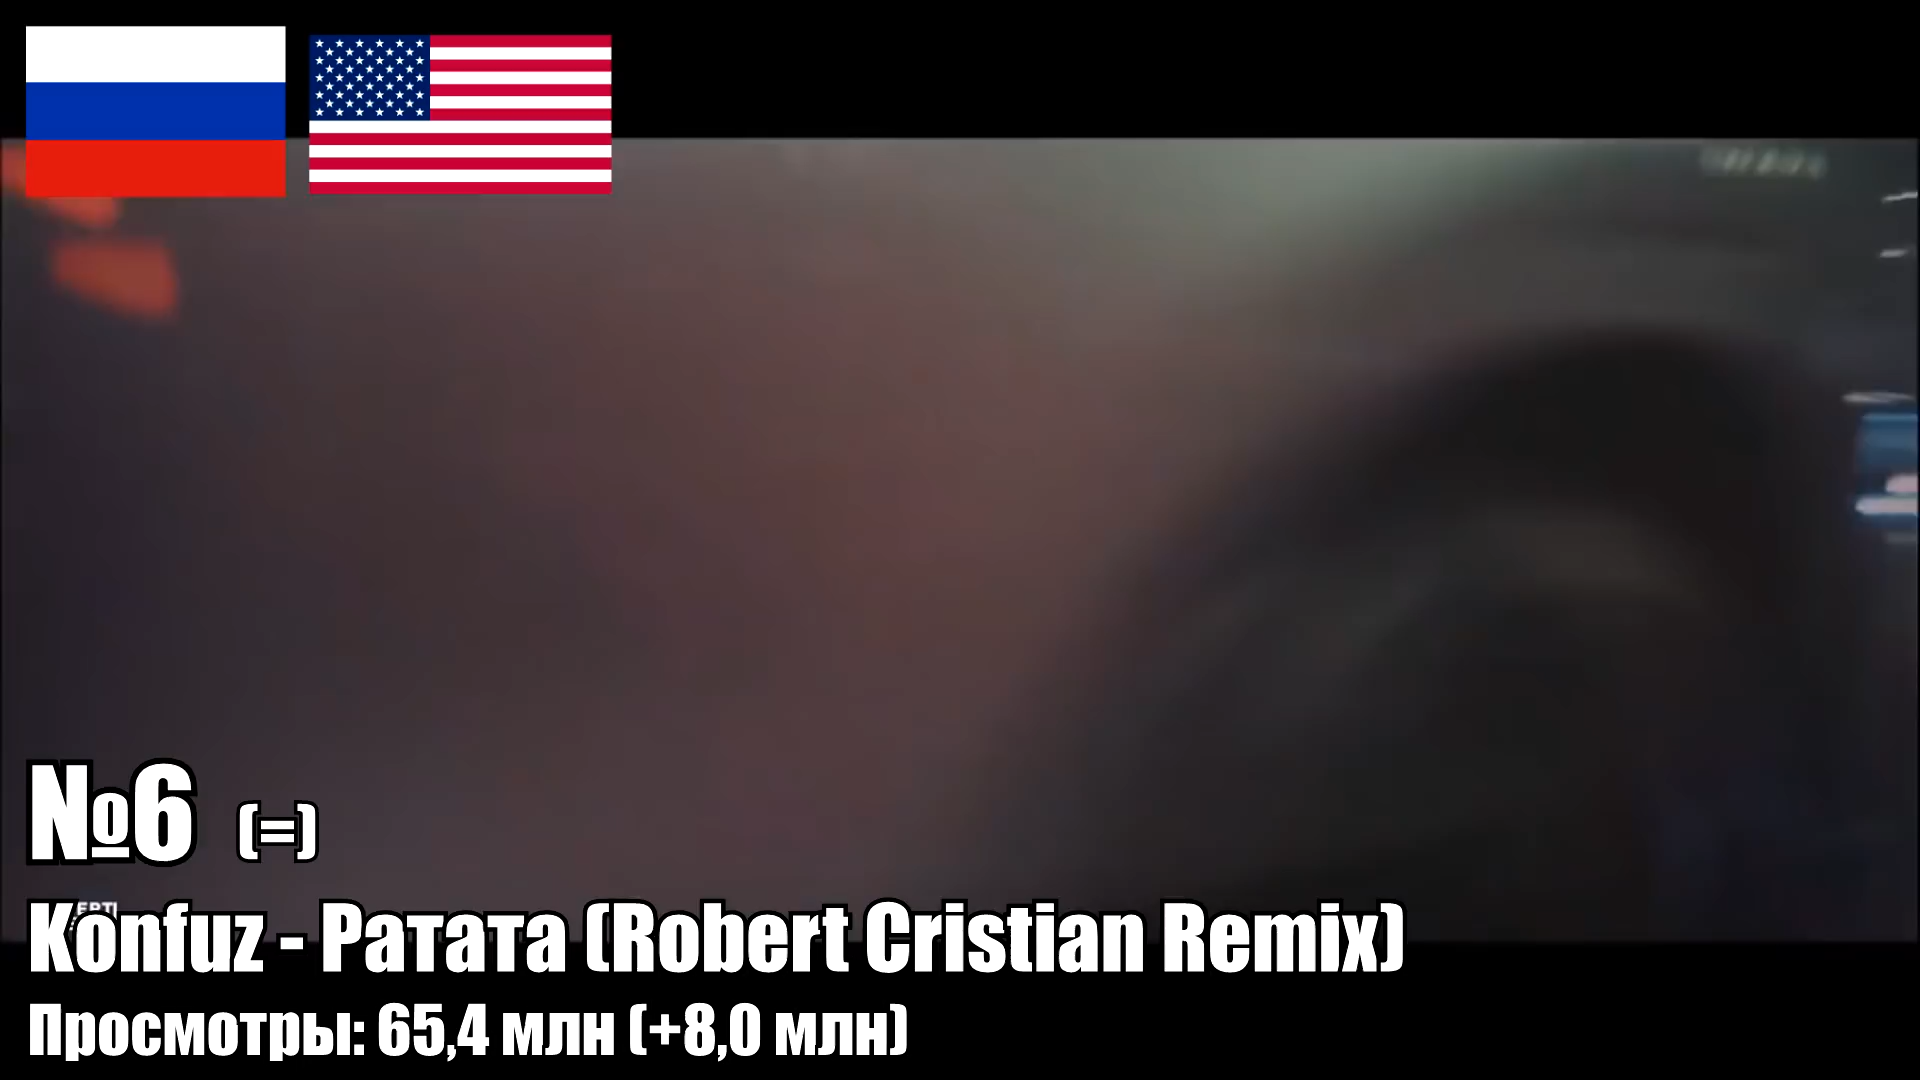 №6 (=)
Konfuz - Ратата (Robert Cristian Remix)
Просмотры: 65,4 млн (+8,0 млн)